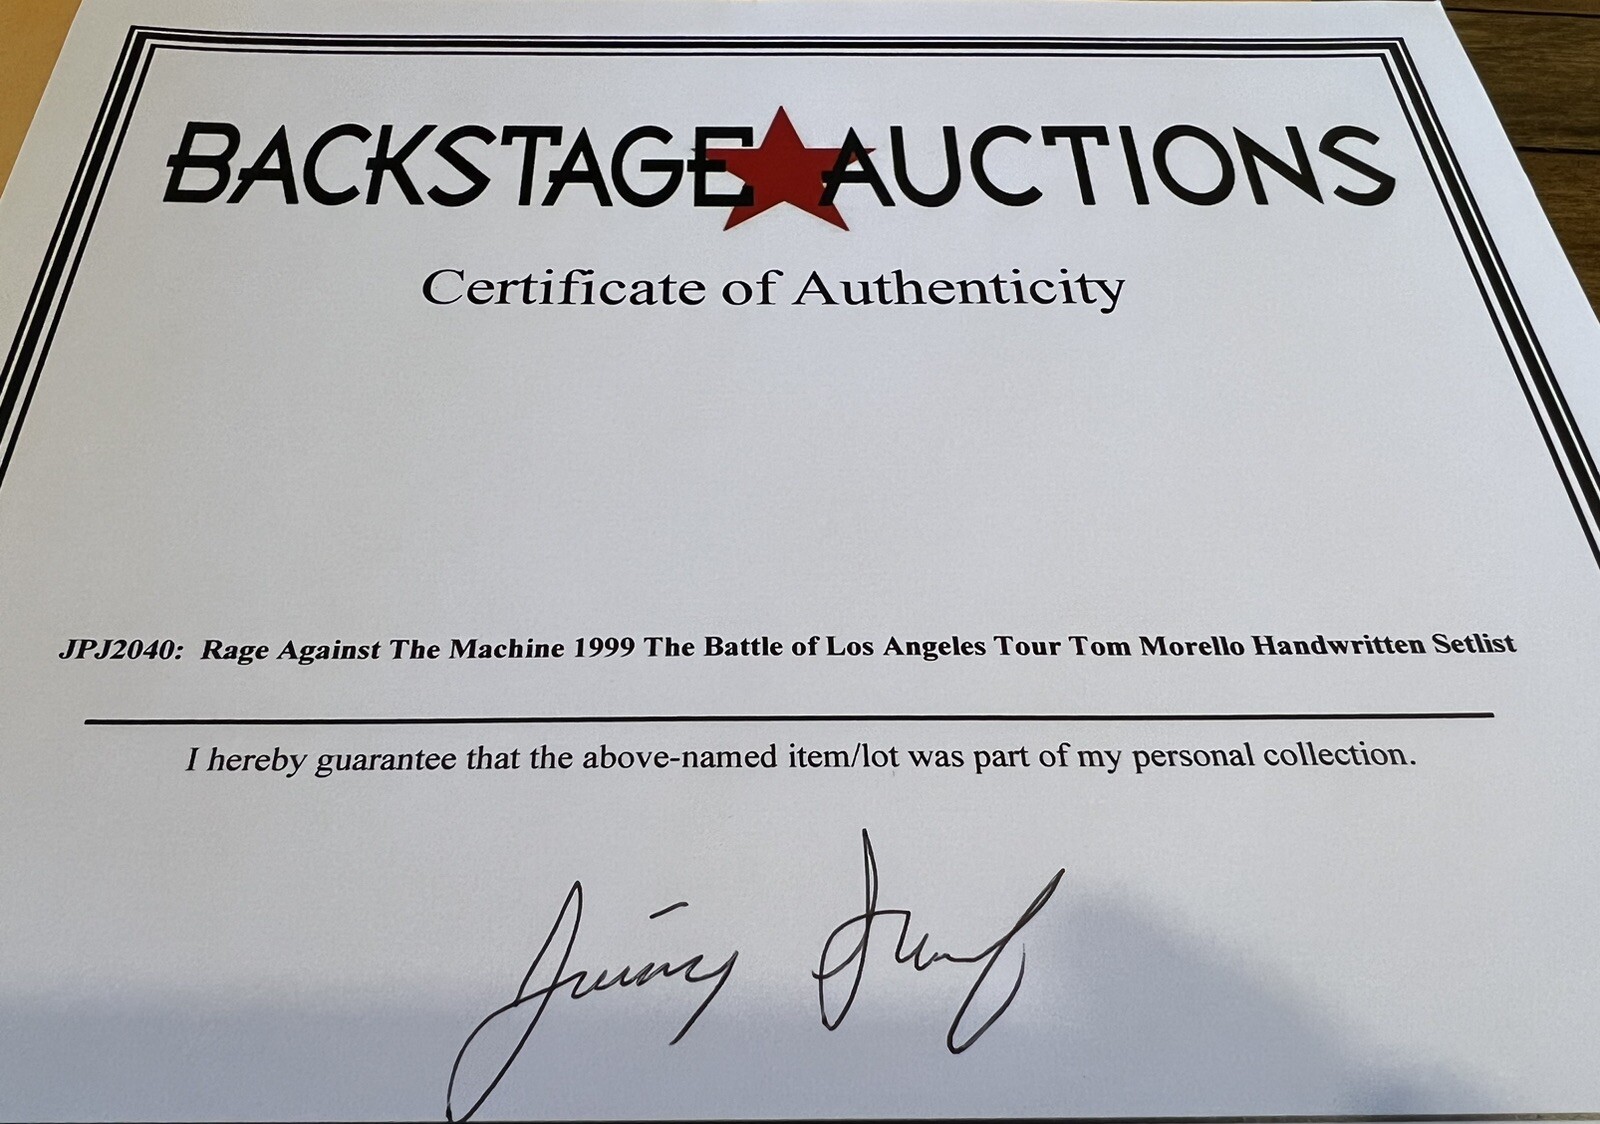 BACKSTAGE AUCTIONS
Certificate of Authenticity
JPJ2040: Rage Against The Machine 1999 The Battle of Los Angeles Tour Tom Morello Handwritten Setlist
I hereby guarantee that the above-named item/lot was part of my personal collection.